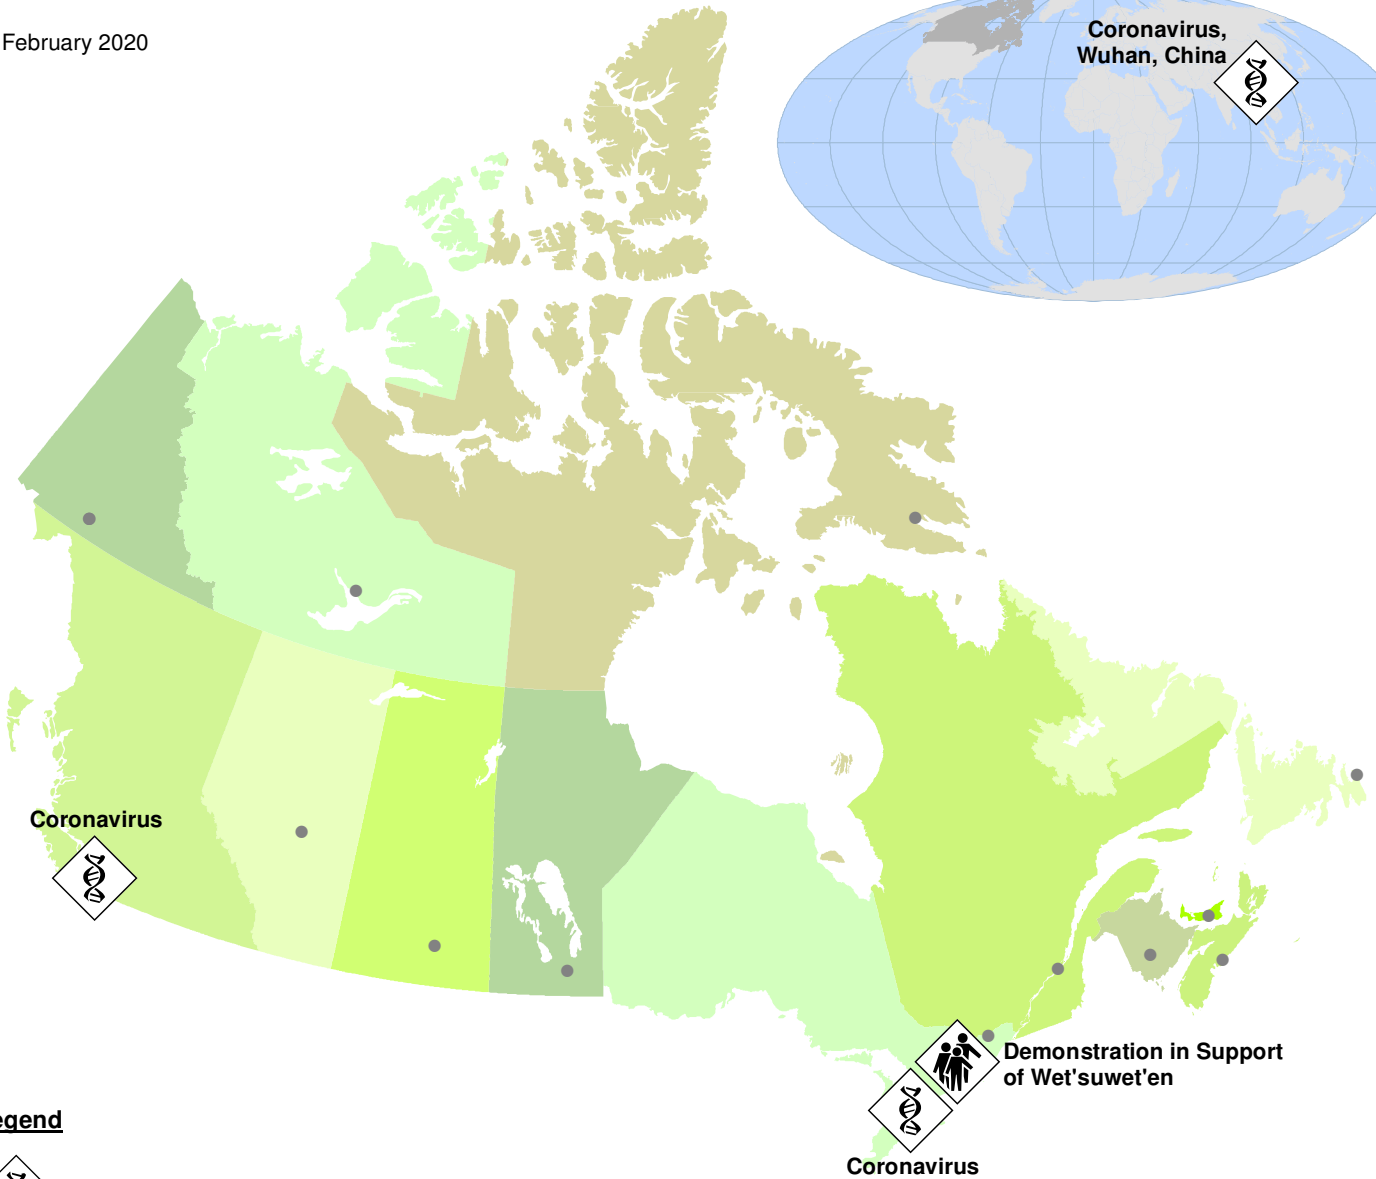 February 2020
Coronavirus,
Wuhan, China
Coronavirus
Demonstration in Support
of Wet'suwet'en
Coronavirus
egend